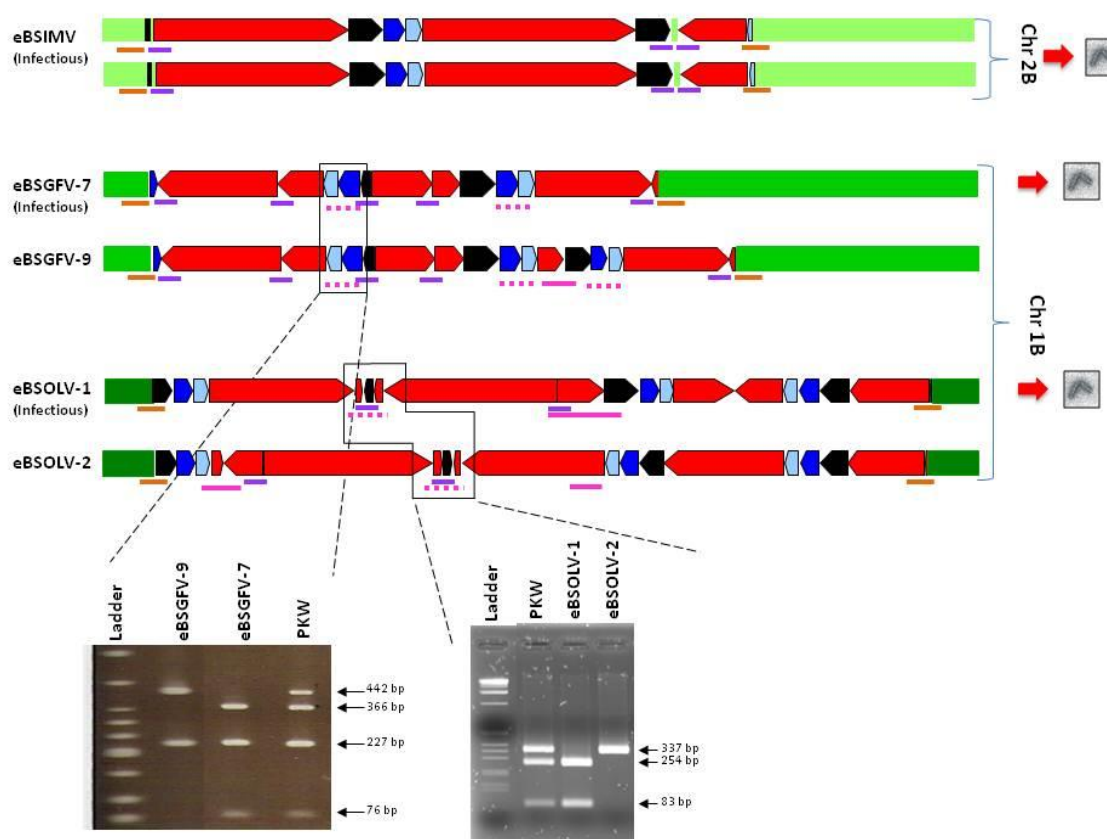 eBSIMV
(Infectious)
Chr 2B
eBSGFV-7
(Infectious)
eBSGFV-9
Chr 1B
eBSOLV-1
(Infectious)
eBSOLV-2
Ladder
eBSGFV-9
eBSGFV-7
PKW
442 bp
366 bp
227 bp
76 bp
Ladder
PKW
eBSOLV-1
eBSOLV-2
337 bp
254 bp
83 bp